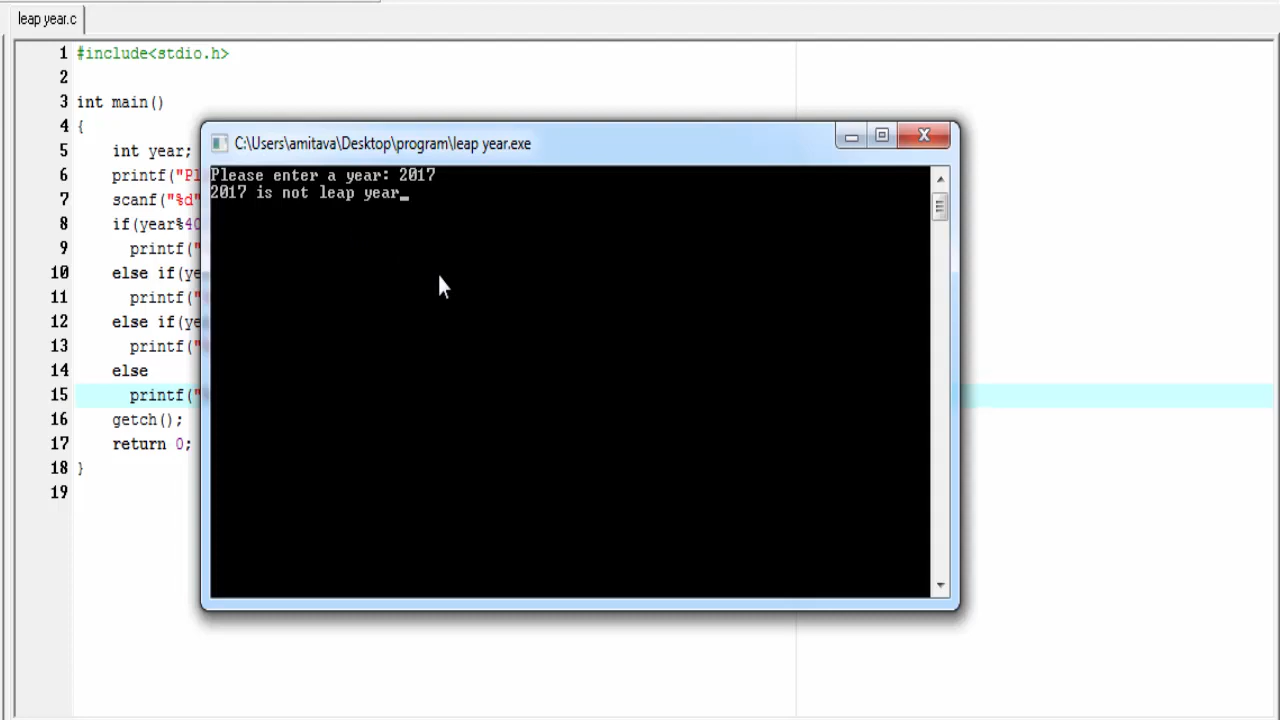 leap year.c
1 #include<stdio.h>
2
3 int main()
4 {
5 int year;
6 printf("Pl
7 scanf("%d"
8 if(year%40
9 printf("
10 else if(ye
11 printf("
12 else if(ye
13 printf("
14 else
15 printf("
16 getch();
17 return 0;
18 }
19
C:\Users\amitava\Desktop\program\leap year.exe
Please enter a year: 2017
2017 is not leap year_